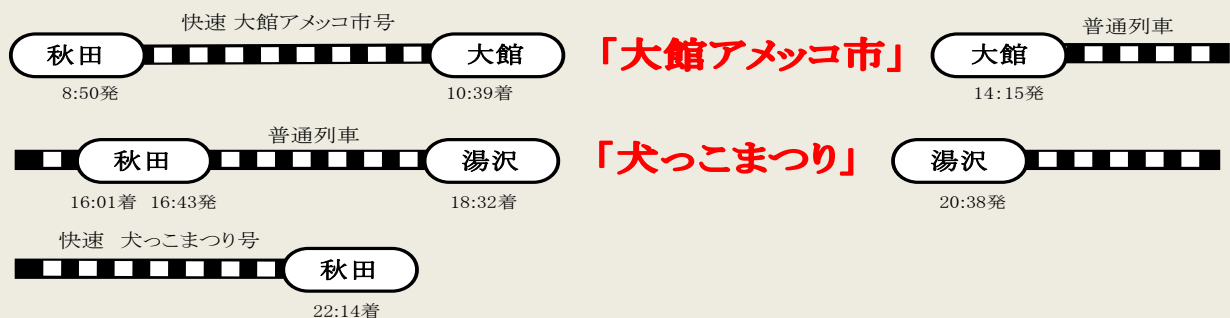 快速 大館アメッコ市号
秋田 大館 「大館アメッコ市」 大館 普通列車
8:50発 10:39着 14:15発
普通列車
秋田 湯沢 「犬っこまつり」 湯沢
16:01着 16:43発 18:32着 20:38発
快速 犬っこまつり号
秋田
22:14着